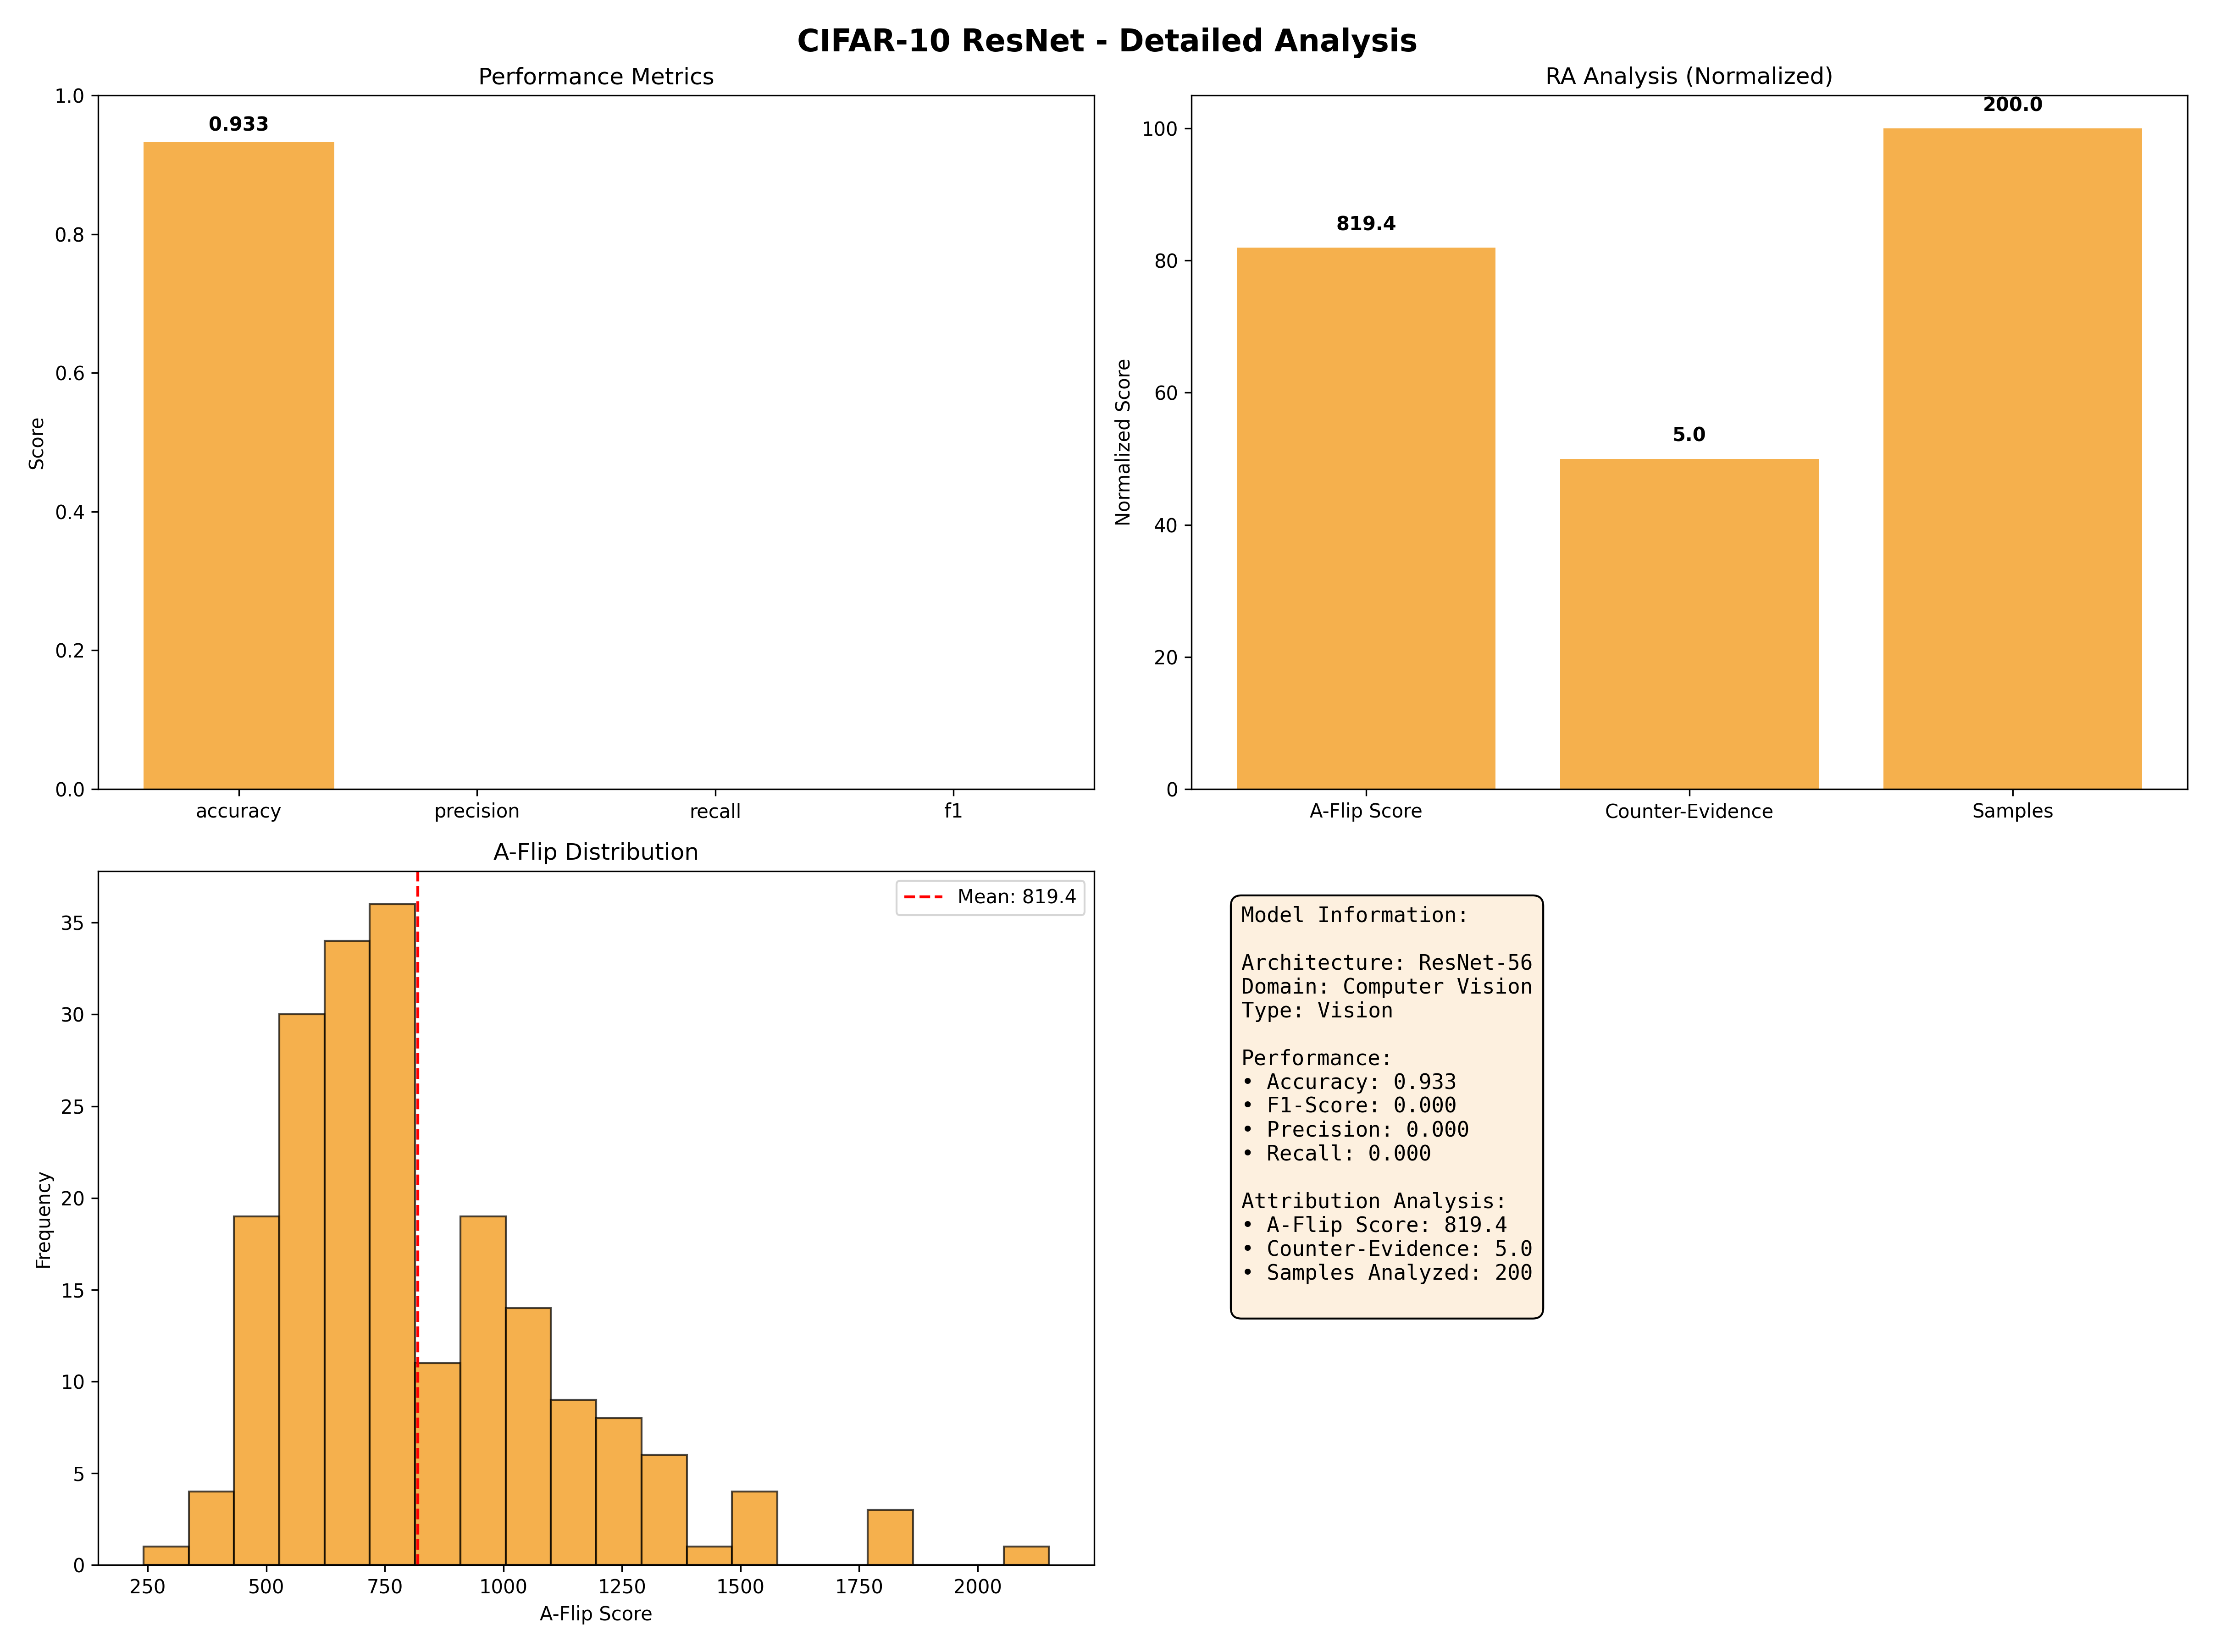 CIFAR-10 ResNet - Detailed Analysis
Performance Metrics
1.0
0.8
0.6
0.4
0.2
0.0
Score
0.933
accuracy
precision
recall
f1
RA Analysis (Normalized)
100
80
60
40
20
0
Normalized Score
819.4
5.0
200.0
A-Flip Score
Counter-Evidence
Samples
A-Flip Distribution
35
30
25
20
15
10
5
0
Frequency
Mean: 819.4
250
500
750
1000
1250
1500
1750
2000
A-Flip Score
Model Information:
Architecture: ResNet-56
Domain: Computer Vision
Type: Vision
Performance:
• Accuracy: 0.933
• F1-Score: 0.000
• Precision: 0.000
• Recall: 0.000
Attribution Analysis:
• A-Flip Score: 819.4
• Counter-Evidence: 5.0
• Samples Analyzed: 200